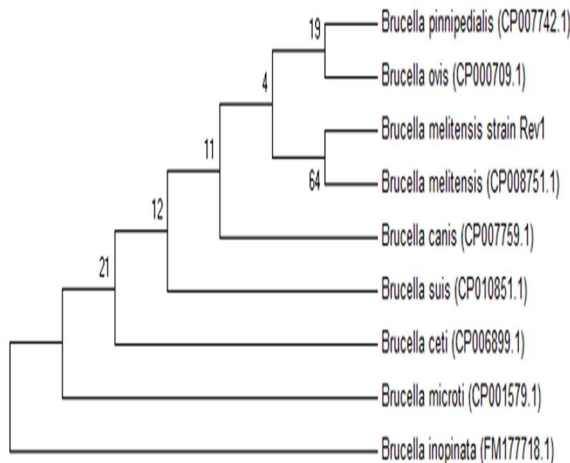 19
Brucella pinnipedialis (CP007742.1)
4
Brucella ovis (CP000709.1)
Brucella melitensis strain Rev1
11
64
Brucella melitensis (CP008751.1)
12
Brucella canis (CP007759.1)
21
Brucella suis (CP010851.1)
Brucella ceti (CP006899.1)
Brucella microti (CP001579.1)
Brucella inopinata (FM177718.1)